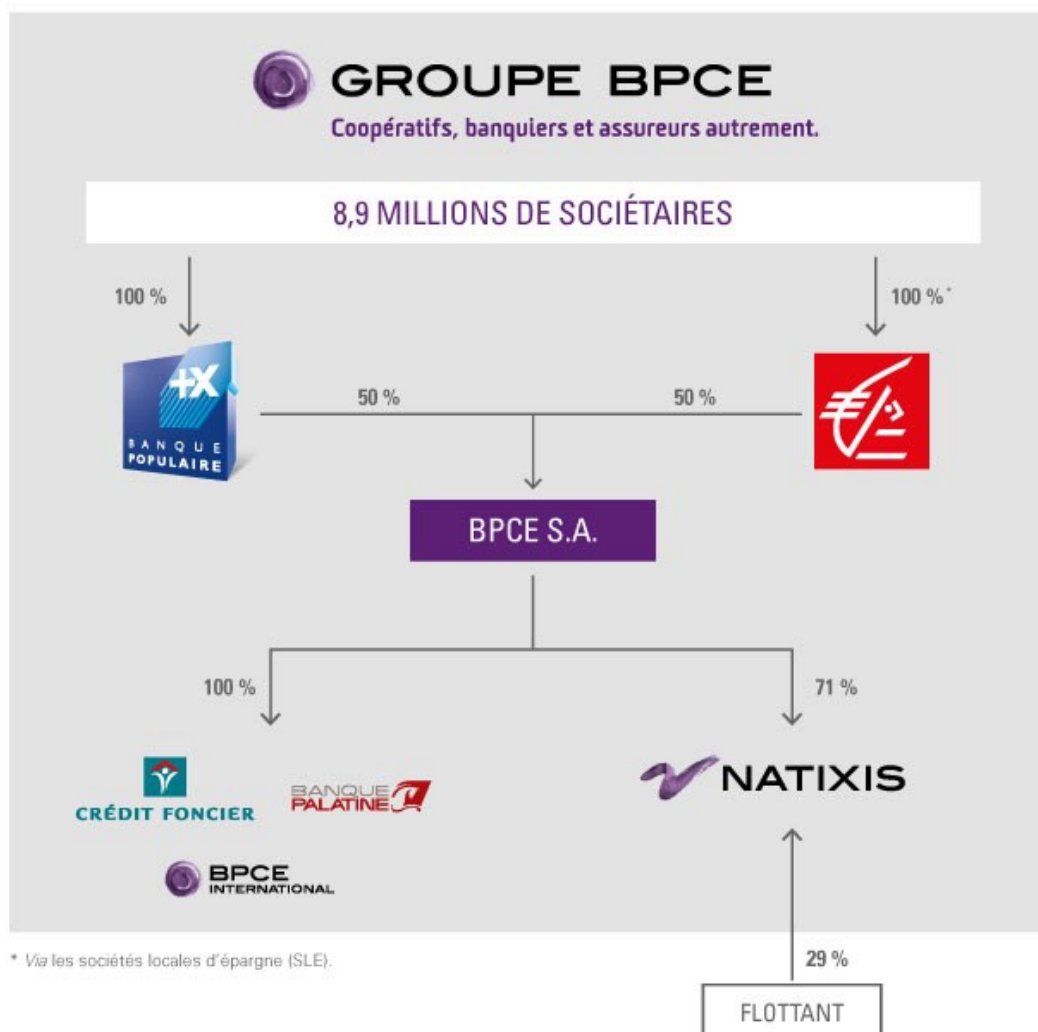 GROUPE BPCE
Coopératifs, banquiers et assureurs autrement.
8,9 MILLIONS DE SOCIÉTAIRES
100 %
100 %*
+X
BANQUE
POPULAIRE
50 %
50 %
BPCE S.A.
100 %
71 %
CRÉDIT FONCIER
BANQUE
PALATINE
NATIXIS
BPCE
INTERNATIONAL
* Via les sociétés locales d'épargne (SLE).
29 %
FLOTTANT